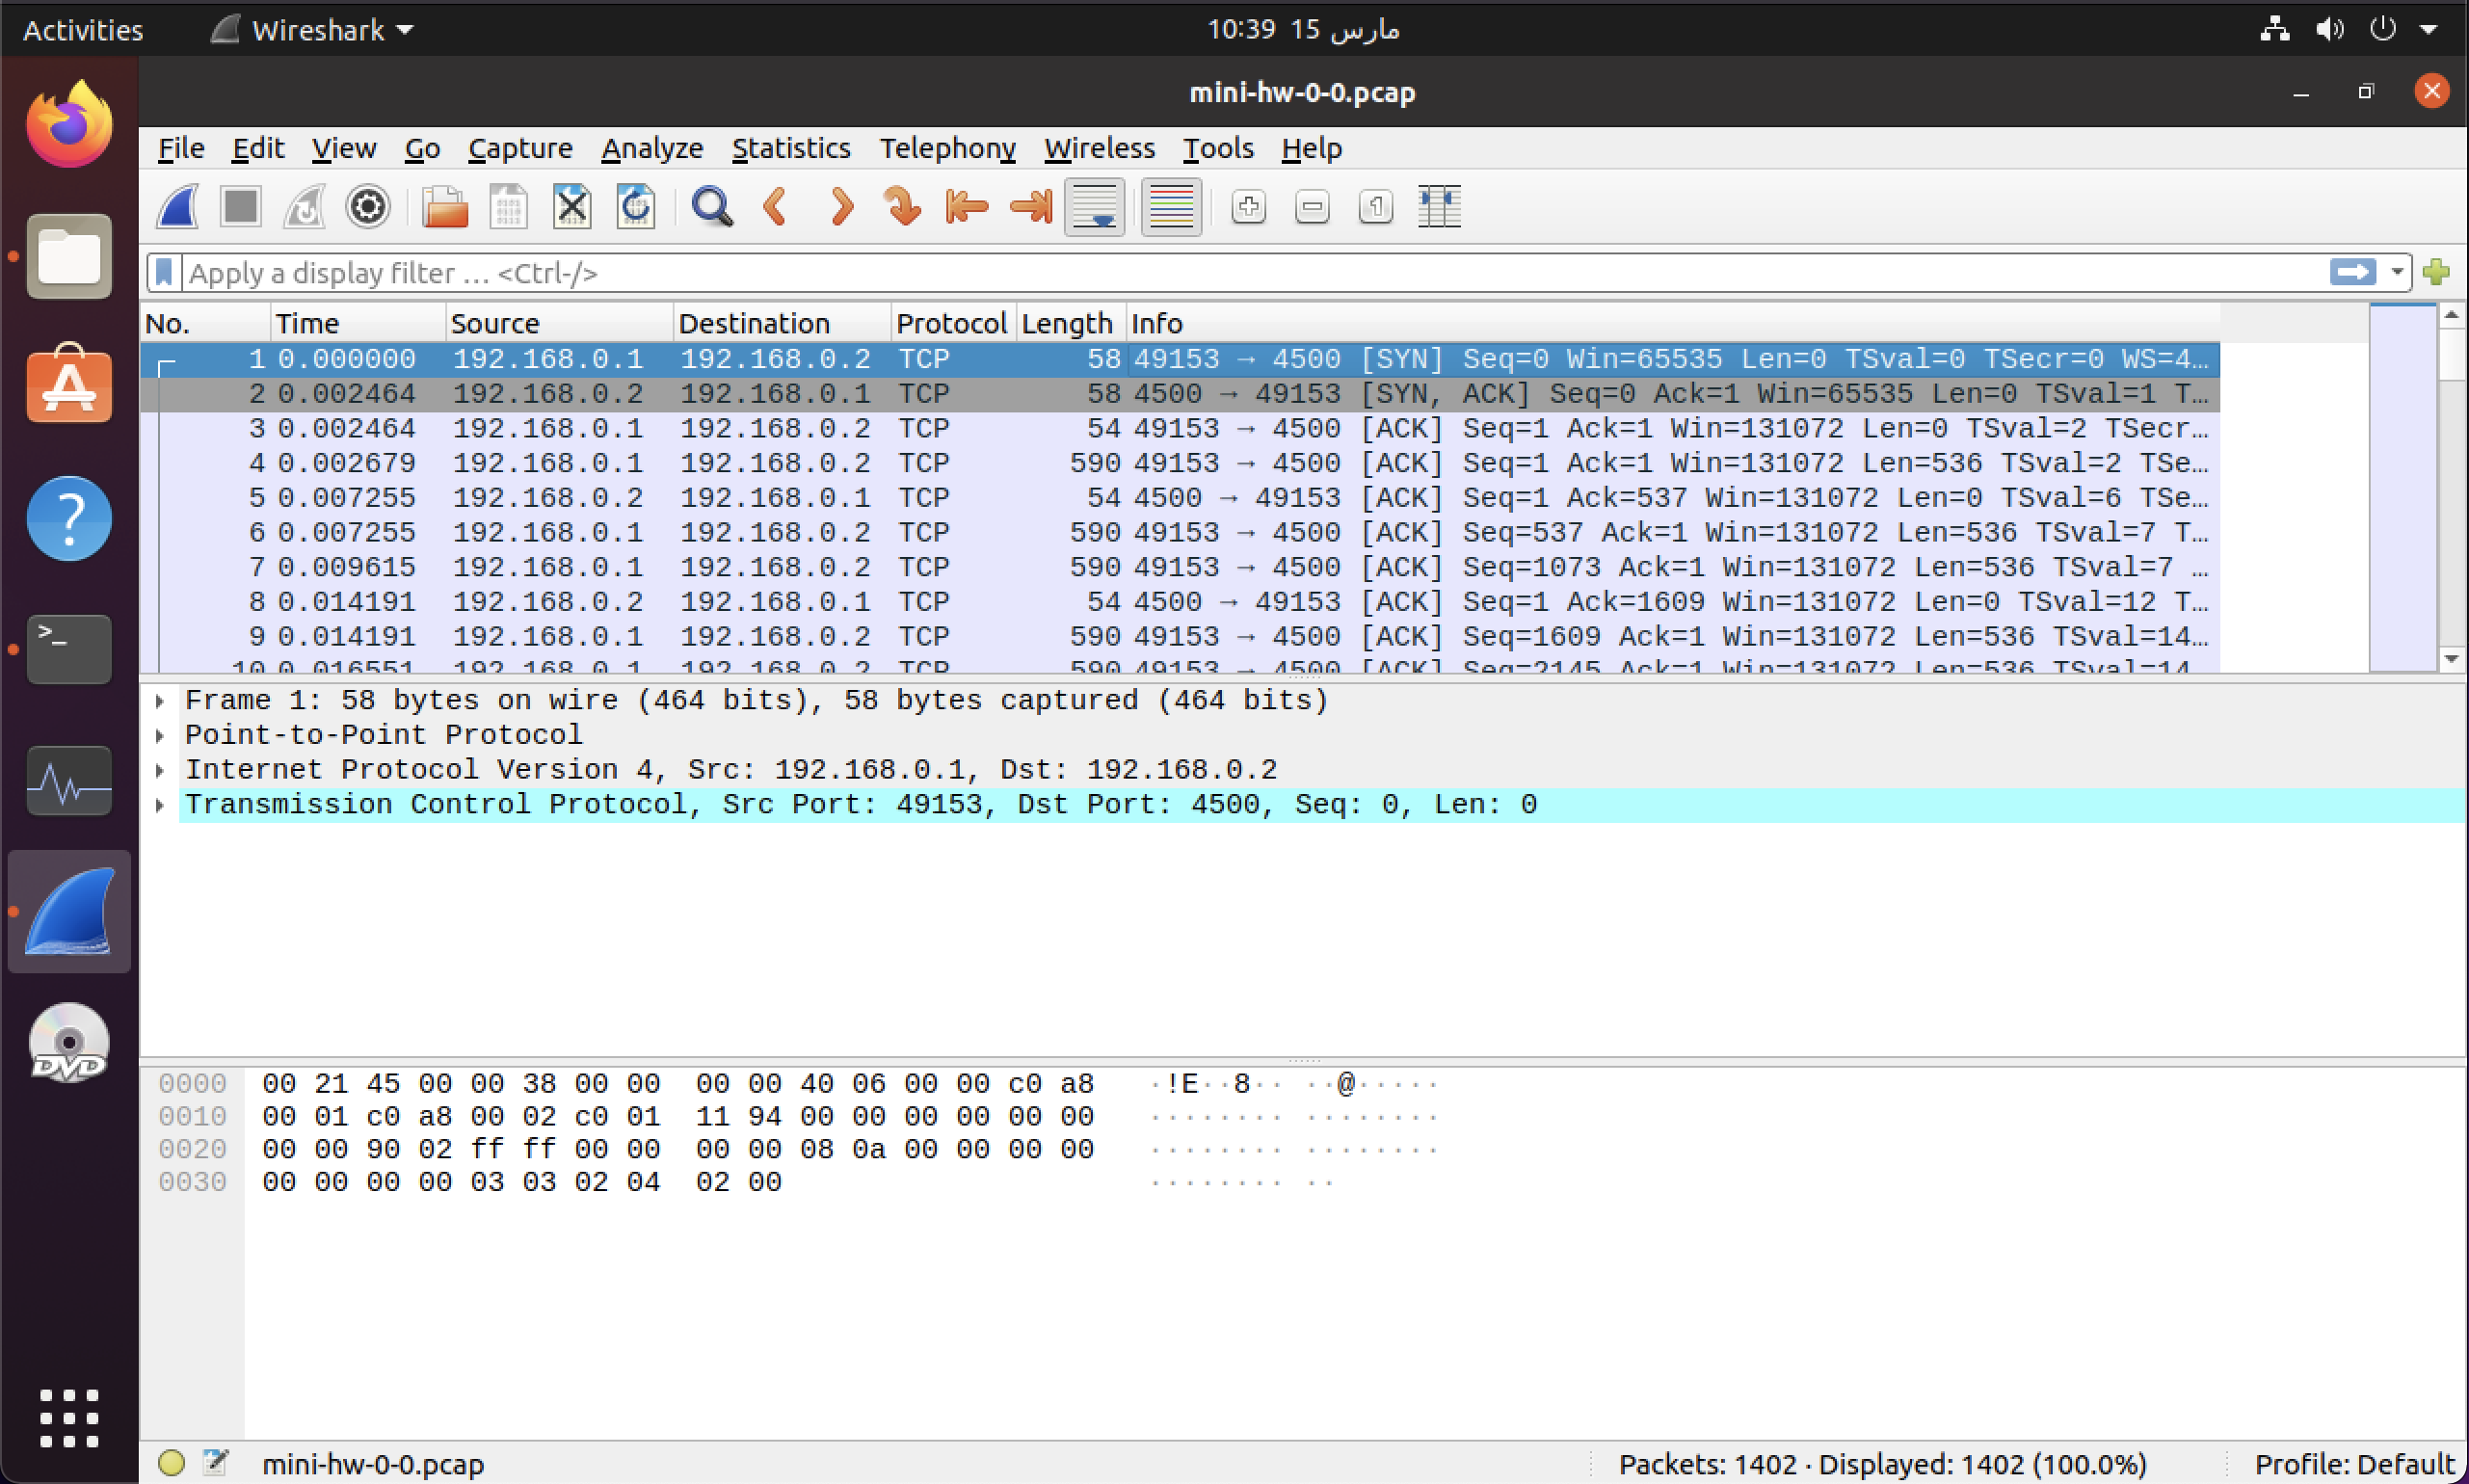 Activities Wireshark 10:39 15 مارس
mini-hw-0-0.pcap
File Edit View Go Capture Analyze Statistics Telephony Wireless Tools Help
Apply a display filter … <Ctrl-/>
No. Time Source Destination Protocol Length Info
1 0.000000 192.168.0.1 192.168.0.2 TCP 58 49153 → 4500 [SYN] Seq=0 Win=65535 Len=0 TSval=0 TSecr=0 WS=4…
2 0.002464 192.168.0.2 192.168.0.1 TCP 58 4500 → 49153 [SYN, ACK] Seq=0 Ack=1 Win=65535 Len=0 TSval=1 T…
3 0.002464 192.168.0.1 192.168.0.2 TCP 54 49153 → 4500 [ACK] Seq=1 Ack=1 Win=131072 Len=0 TSval=2 TSecr…
4 0.002679 192.168.0.1 192.168.0.2 TCP 590 49153 → 4500 [ACK] Seq=1 Ack=1 Win=131072 Len=536 TSval=2 TSe…
5 0.007255 192.168.0.2 192.168.0.1 TCP 54 4500 → 49153 [ACK] Seq=1 Ack=537 Win=131072 Len=0 TSval=6 TSe…
6 0.007255 192.168.0.1 192.168.0.2 TCP 590 49153 → 4500 [ACK] Seq=537 Ack=1 Win=131072 Len=536 TSval=7 T…
7 0.009615 192.168.0.1 192.168.0.2 TCP 590 49153 → 4500 [ACK] Seq=1073 Ack=1 Win=131072 Len=536 TSval=7 …
8 0.014191 192.168.0.2 192.168.0.1 TCP 54 4500 → 49153 [ACK] Seq=1 Ack=1609 Win=131072 Len=0 TSval=12 T…
9 0.014191 192.168.0.1 192.168.0.2 TCP 590 49153 → 4500 [ACK] Seq=1609 Ack=1 Win=131072 Len=536 TSval=14…
10 0.016551 192.168.0.1 192.168.0.2 TCP 590 49153 → 4500 [ACK] Seq=2145 Ack=1 Win=131072 Len=536 TSval=14
Frame 1: 58 bytes on wire (464 bits), 58 bytes captured (464 bits)
Point-to-Point Protocol
Internet Protocol Version 4, Src: 192.168.0.1, Dst: 192.168.0.2
Transmission Control Protocol, Src Port: 49153, Dst Port: 4500, Seq: 0, Len: 0
DVD
0000 00 21 45 00 00 38 00 00 00 00 40 06 00 00 c0 a8 ·!E··8·· ··@·····
0010 00 01 c0 a8 00 02 c0 01 11 94 00 00 00 00 00 00 ········ ········
0020 00 00 90 02 ff ff 00 00 00 00 08 0a 00 00 00 00 ········ ········
0030 00 00 00 00 03 03 02 04 02 00 ········ ··
mini-hw-0-0.pcap Packets: 1402 · Displayed: 1402 (100.0%) Profile: Default